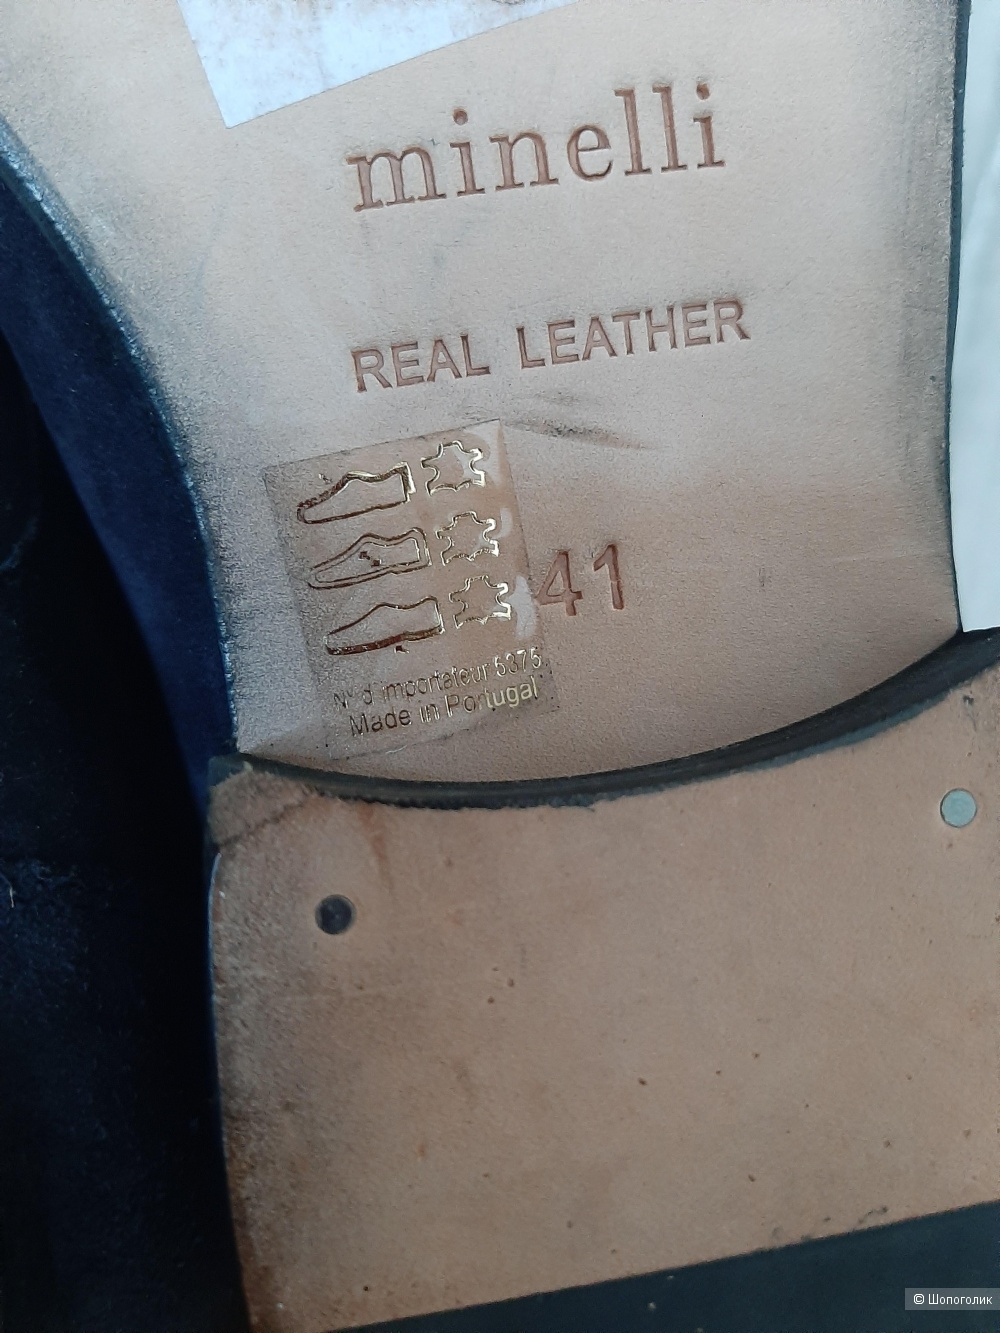 minelli
REAL LEATHER
41
N° d'importateur 5375
Made in Portugal
© Шопоголик